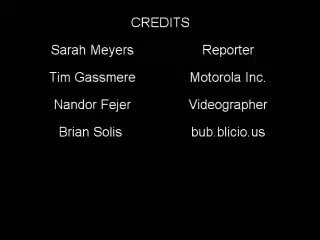 CREDITS
Sarah Meyers Reporter
Tim Gassmere Motorola Inc.
Nandor Fejer Videographer
Brian Solis bub.blicio.us